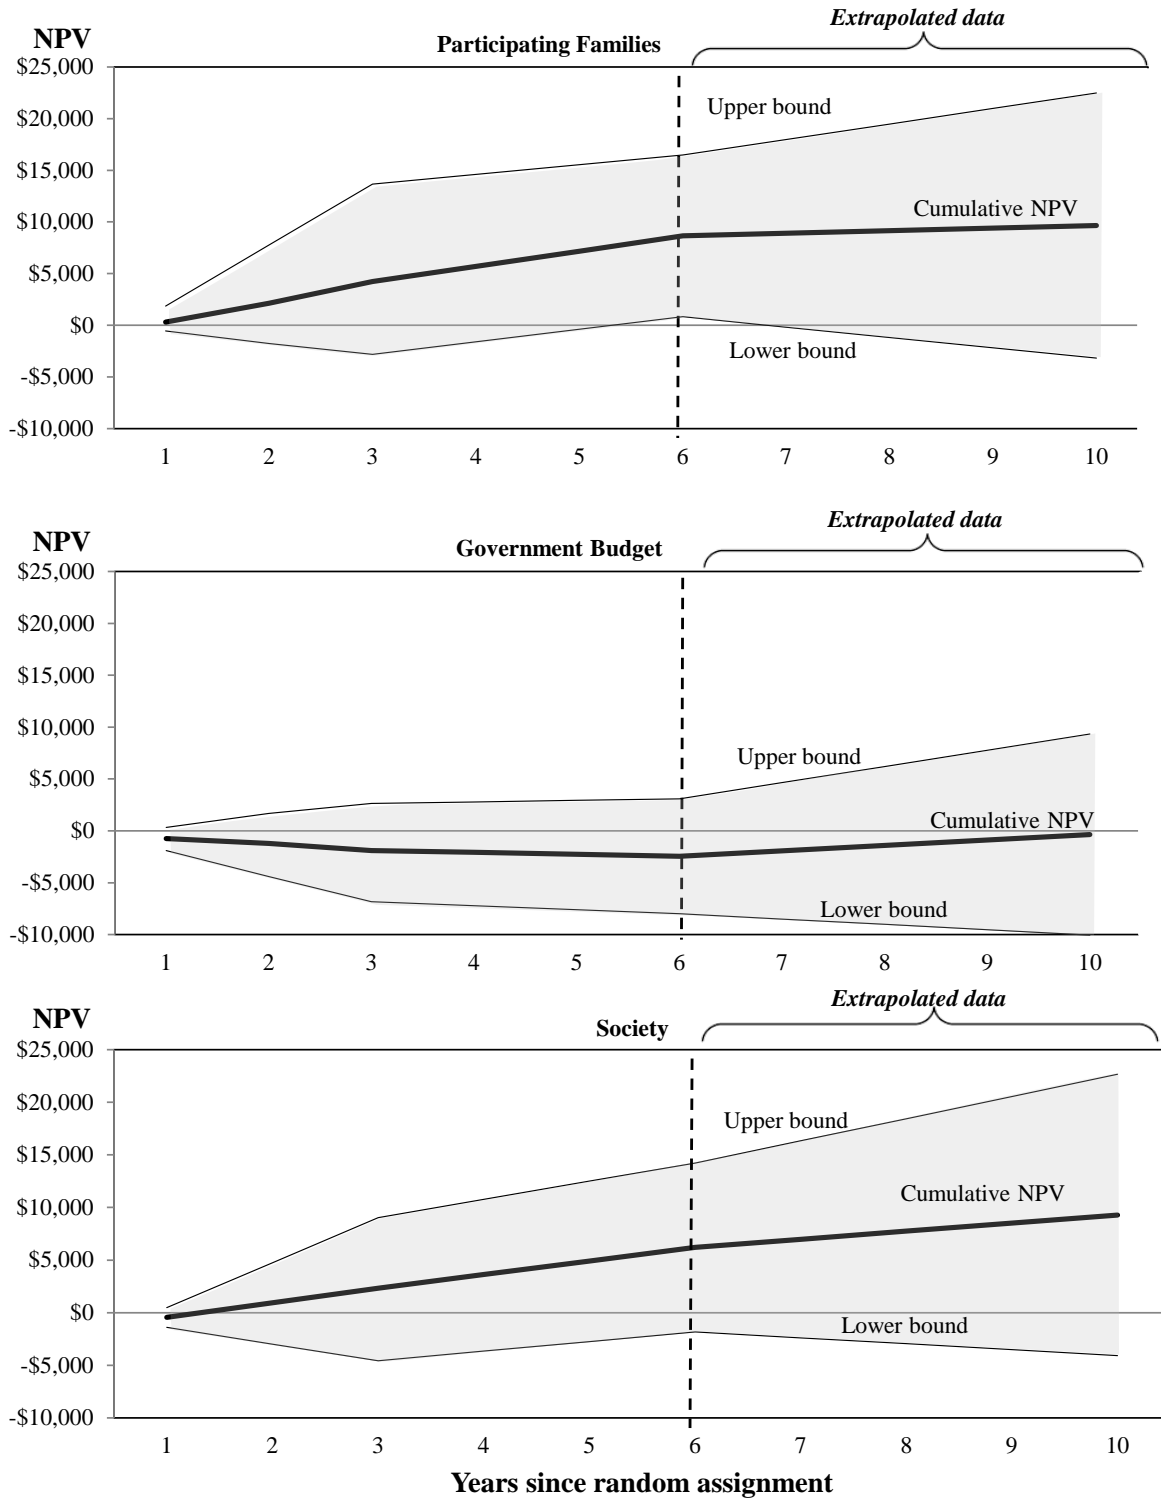 Extrapolated data
NPV
Participating Families
$25,000
$20,000
Upper bound
$15,000
$10,000
Cumulative NPV
$5,000
$0
Lower bound
-$5,000
-$10,000
1 2 3 4 5 6 7 8 9 10
Extrapolated data
NPV
Government Budget
$25,000
$20,000
$15,000
$10,000
Upper bound
$5,000
Cumulative NPV
$0
-$5,000
Lower bound
-$10,000
1 2 3 4 5 6 7 8 9 10
Extrapolated data
NPV
Society
$25,000
$20,000
Upper bound
$15,000
Cumulative NPV
$10,000
$5,000
$0
Lower bound
-$5,000
-$10,000
1 2 3 4 5 6 7 8 9 10
Years since random assignment